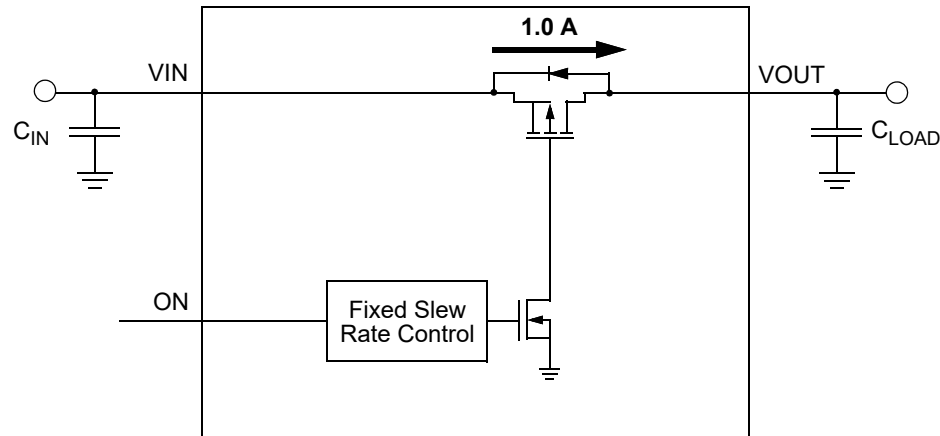 1.0 A
VIN
VOUT
CIN
CLOAD
ON
Fixed Slew
Rate Control